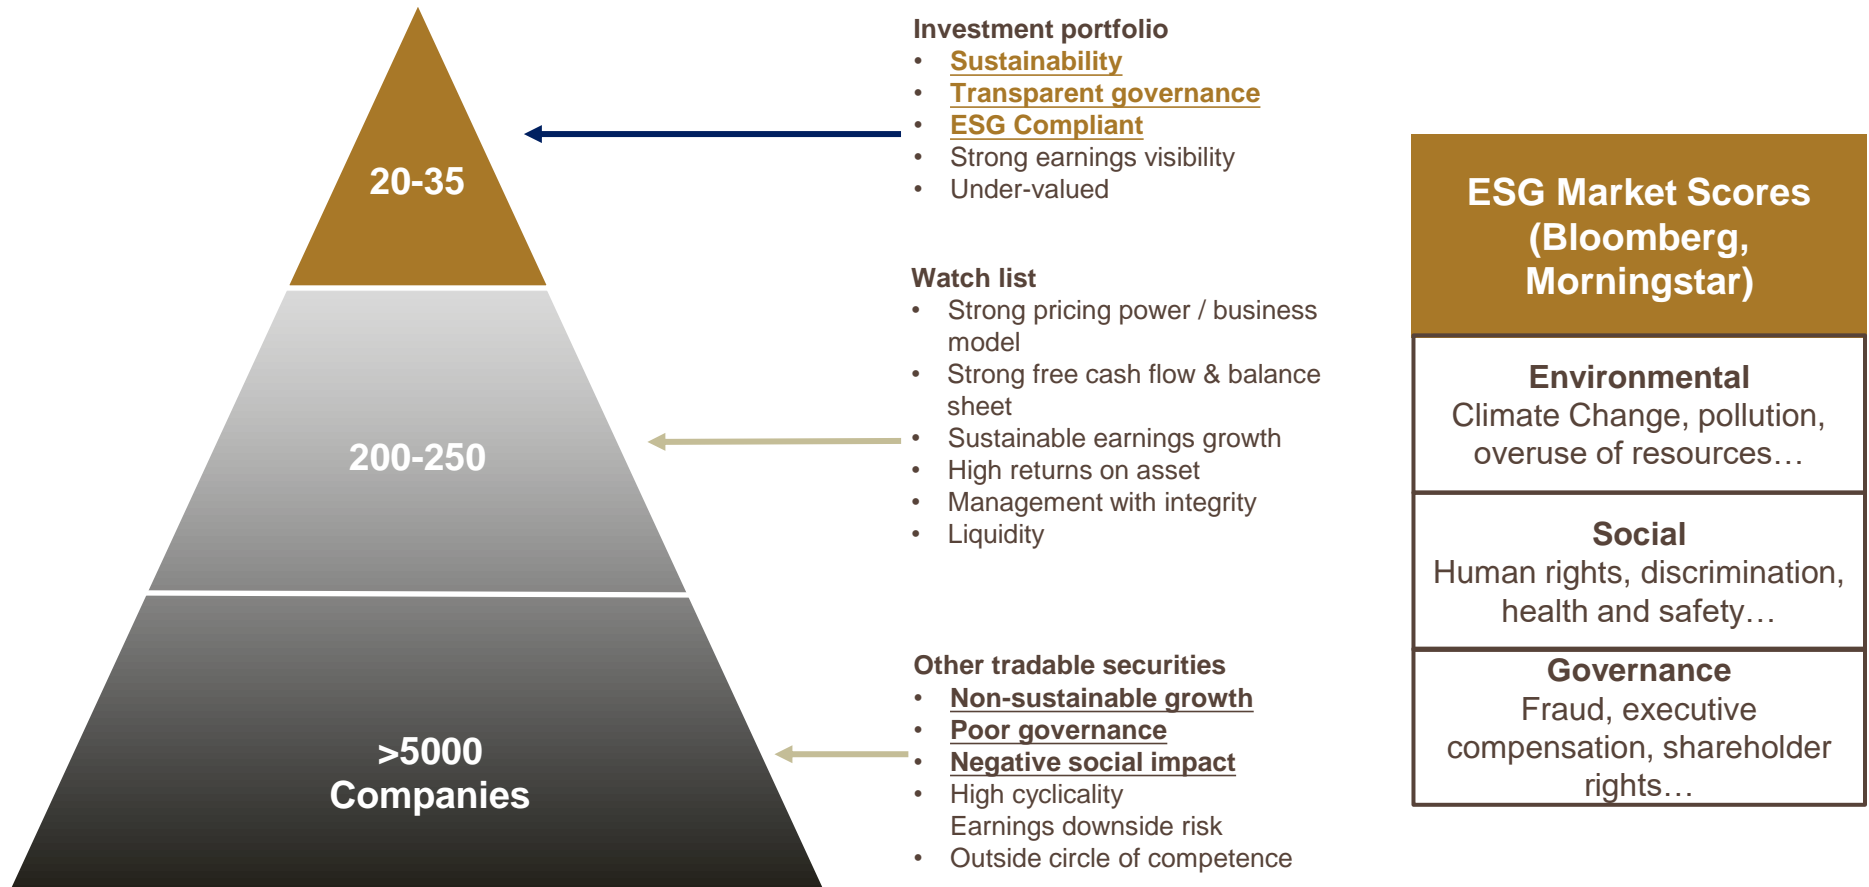 20-35
200-250
>5000
Companies
Investment portfolio
• Sustainability
• Transparent governance
• ESG Compliant
• Strong earnings visibility
• Under-valued
Watch list
• Strong pricing power / business
model
• Strong free cash flow & balance
sheet
• Sustainable earnings growth
• High returns on asset
• Management with integrity
• Liquidity
Other tradable securities
• Non-sustainable growth
• Poor governance
• Negative social impact
• High cyclicality
Earnings downside risk
• Outside circle of competence
ESG Market Scores
(Bloomberg,
Morningstar)
Environmental
Climate Change, pollution,
overuse of resources…
Social
Human rights, discrimination,
health and safety…
Governance
Fraud, executive
compensation, shareholder
rights…